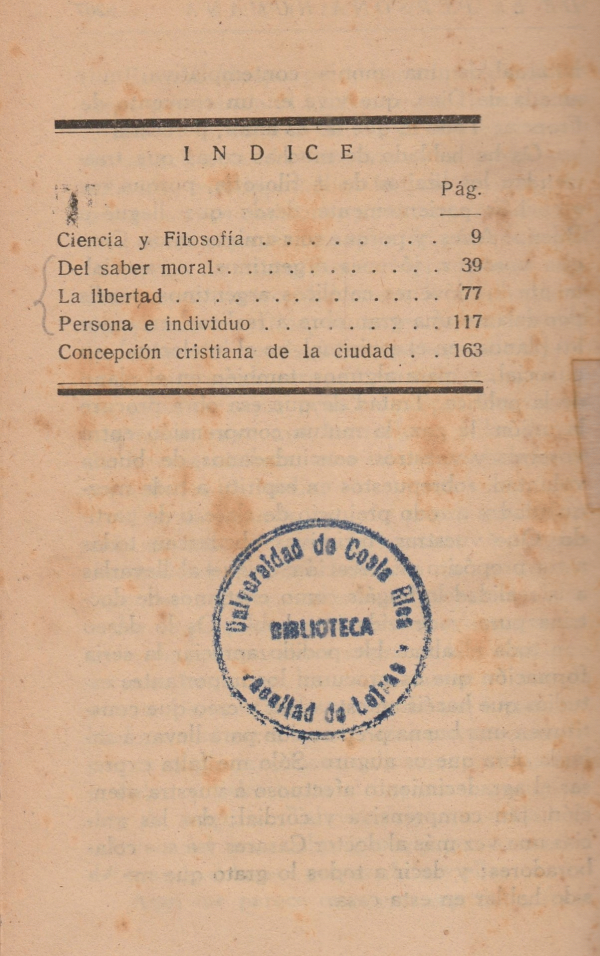 INDICE
Pág.
Ciencia y Filosofía . . . . . . . . . 9
Del saber moral . . . . . . . . . . 39
La libertad . . . . . . . . . . . . . 77
Persona e individuo . . . . . . . . 117
Concepción cristiana de la ciudad . . 163
Universidad de Costa Rica
BIBLIOTECA
Facultad de Letras